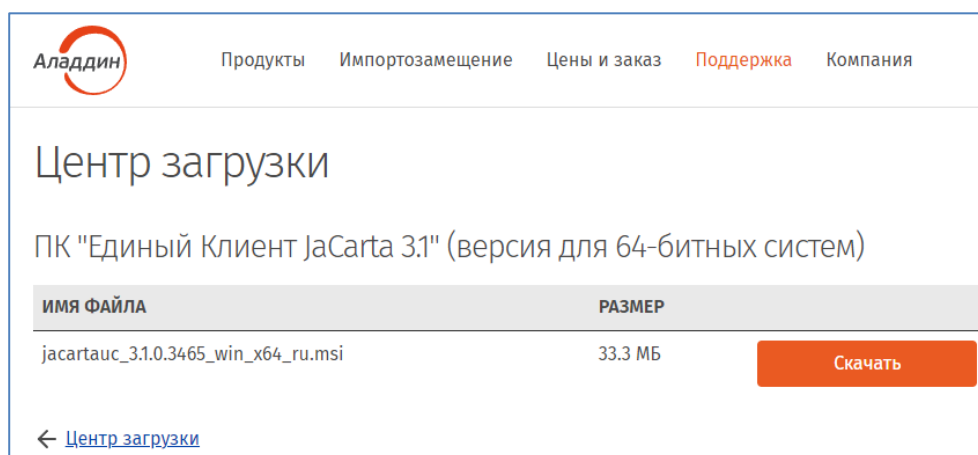 Аладдин
Продукты Импортозамещение Цены и заказ Поддержка Компания
Центр загрузки
ПК "Единый Клиент JaCarta 3.1" (версия для 64-битных систем)
ИМЯ ФАЙЛА РАЗМЕР
jacartauc_3.1.0.3465_win_x64_ru.msi 33.3 МБ Скачать
← Центр загрузки